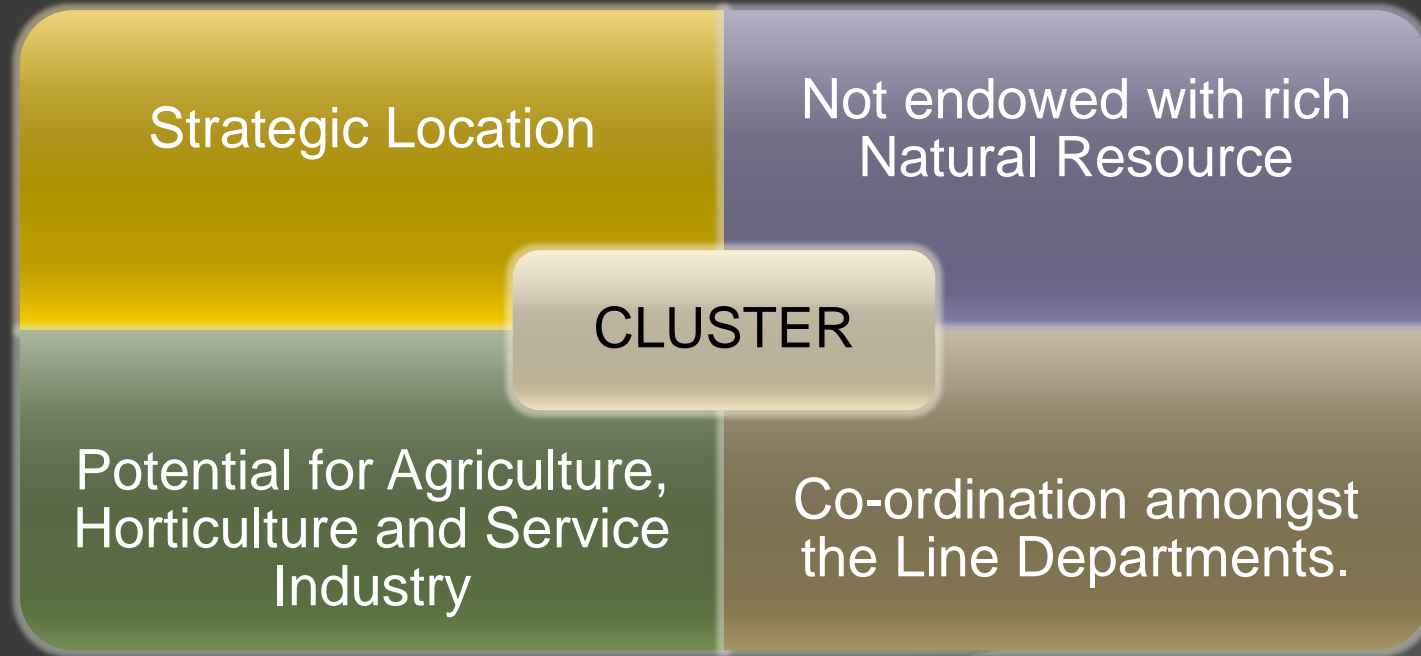 Strategic Location
Not endowed with rich
Natural Resource
CLUSTER
Potential for Agriculture,
Horticulture and Service
Industry
Co-ordination amongst
the Line Departments.